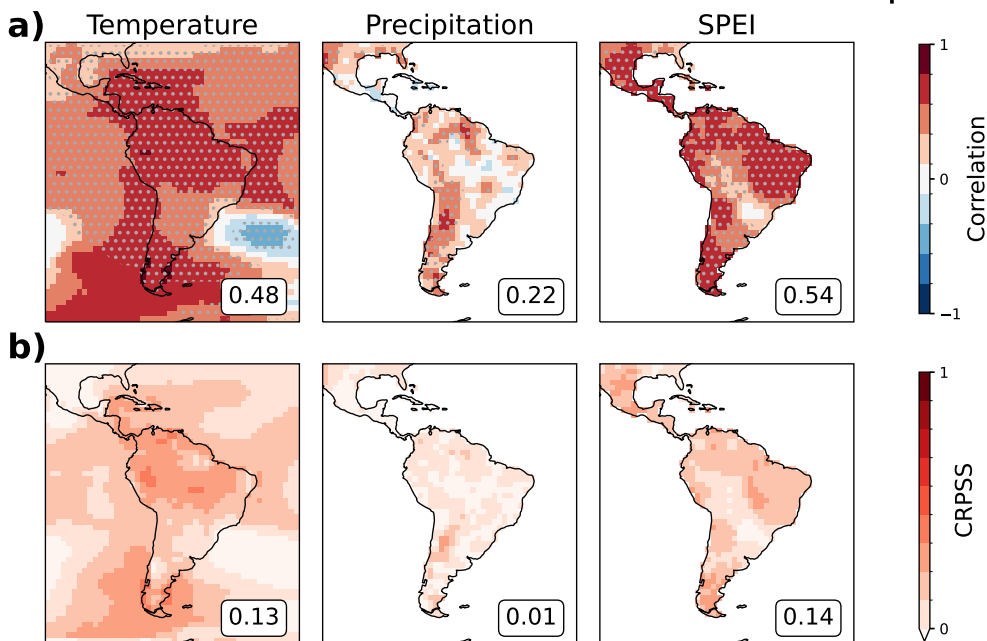 a) Temperature Precipitation SPEI
0.48 0.22 0.54
1
0
−1
Correlation
b)
0.13 0.01 0.14
1
0
CRPSS